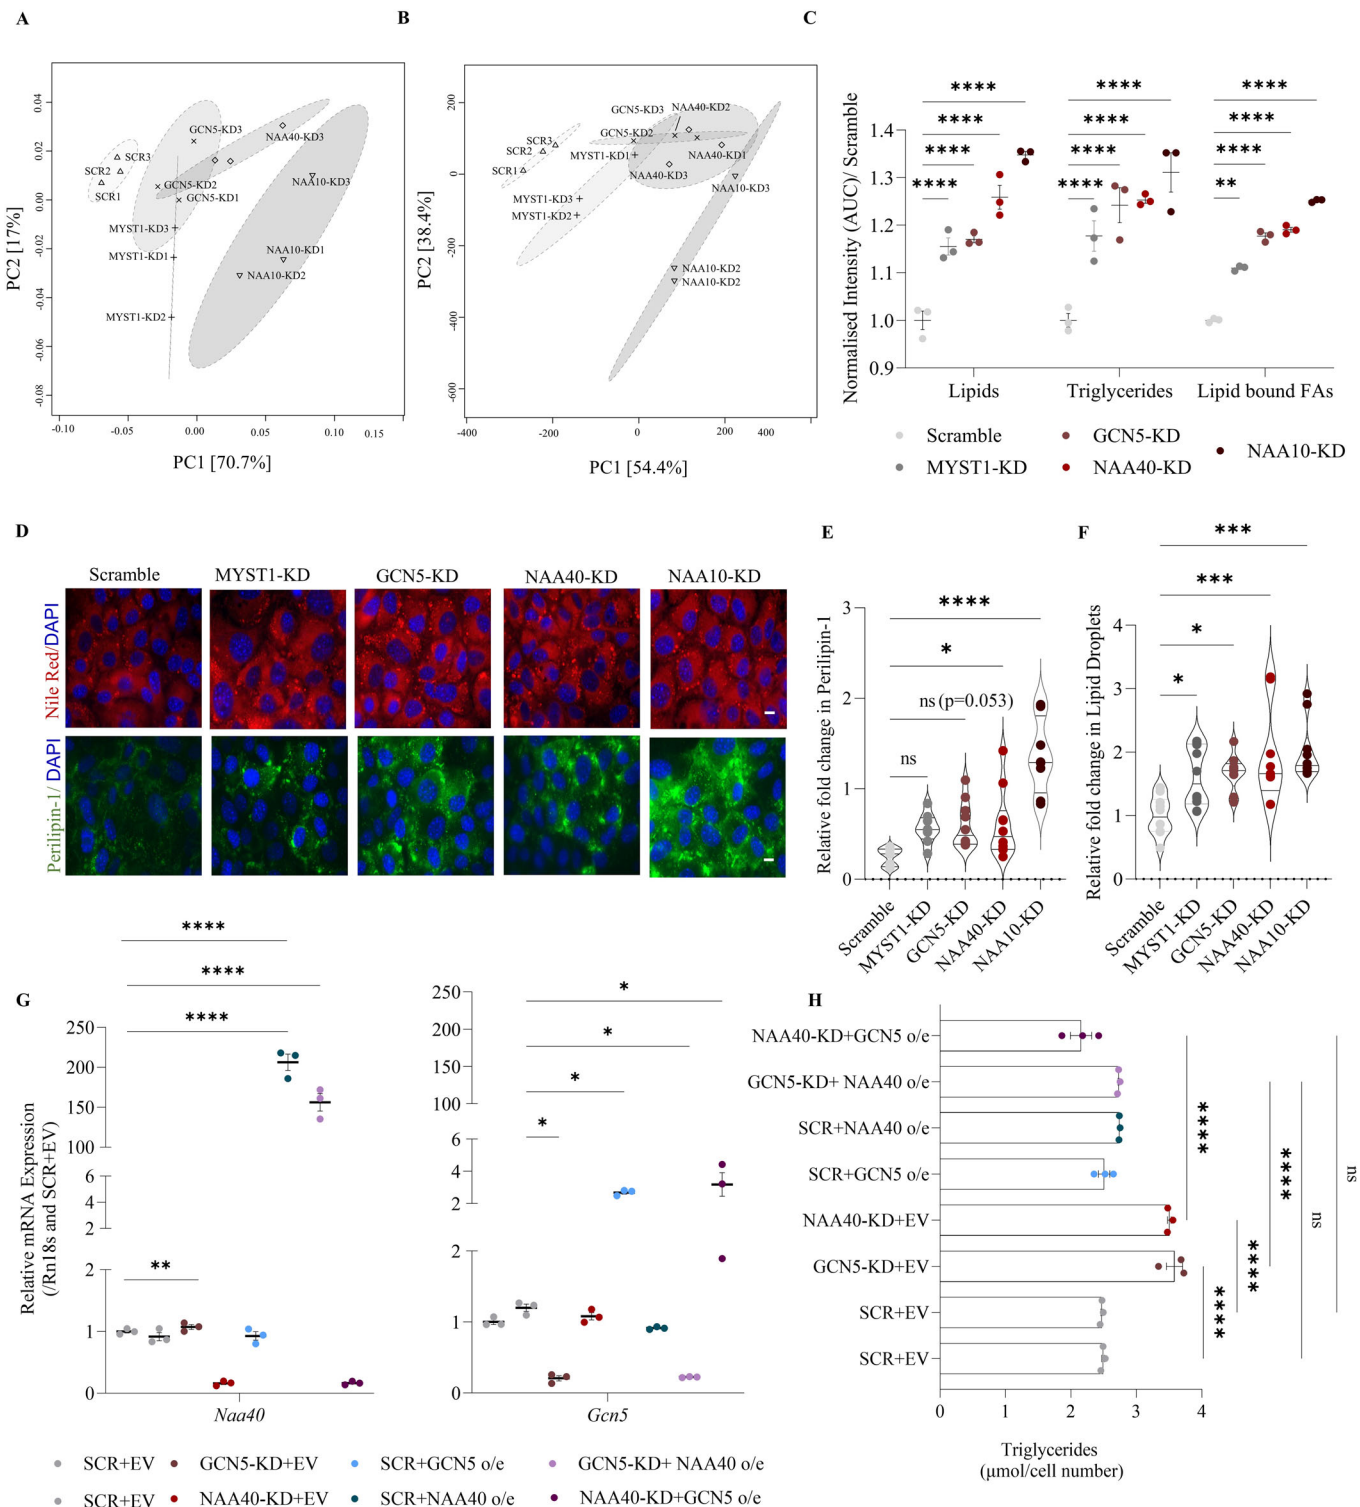 A
B
C
0.04
0.02
0.00
-0.02
-0.04
-0.06
-0.08
PC2 [17%]
SCR3
SCR2
SCR1
GCN5-KD3
NAA40-KD3
GCN5-KD2
GCN5-KD1
NAA10-KD3
MYST1-KD3
MYST1-KD1
NAA10-KD1
NAA10-KD2
MYST1-KD2
-0.10
-0.05
0.00
0.05
0.10
0.15
PC1 [70.7%]
200
0
-200
-400
-600
PC2 [38.4%]
GCN5-KD3
NAA40-KD2
GCN5-KD2
SCR3
SCR2
SCR1
MYST1-KD1
NAA40-KD1
NAA40-KD3
NAA10-KD3
MYST1-KD3
MYST1-KD2
NAA10-KD2
NAA10-KD2
-400
-200
0
200
400
PC1 [54.4%]
Normalised Intensity (AUC)/ Scramble
1.4
1.3
1.2
1.1
1.0
0.9
****
****
****
****
****
****
****
****
****
****
****
**
Lipids
Triglycerides
Lipid bound FAs
Scramble
GCN5-KD
NAA10-KD
MYST1-KD
NAA40-KD
D
Scramble
MYST1-KD
GCN5-KD
NAA40-KD
NAA10-KD
Nile Red/DAPI
Perilipin-1/ DAPI
E
Relative fold change in Perilipin-1
3
2
1
0
****
*
ns (p=0.053)
ns
Scramble
MYST1-KD
GCN5-KD
NAA40-KD
NAA10-KD
F
Relative fold change in Lipid Droplets
4
3
2
1
0
***
***
*
*
Scramble
MYST1-KD
GCN5-KD
NAA40-KD
NAA10-KD
G
Relative mRNA Expression
(/Rn18s and SCR+EV)
250
200
150
100
6
4
2
2
1
0
****
****
****
**
Naa40
250
200
150
100
6
4
2
2
1
0
*
*
*
*
Gcn5
SCR+EV
GCN5-KD+EV
SCR+GCN5 o/e
GCN5-KD+ NAA40 o/e
SCR+EV
NAA40-KD+EV
SCR+NAA40 o/e
NAA40-KD+GCN5 o/e
H
NAA40-KD+GCN5 o/e
GCN5-KD+ NAA40 o/e
SCR+NAA40 o/e
SCR+GCN5 o/e
NAA40-KD+EV
GCN5-KD+EV
SCR+EV
SCR+EV
****
****
****
****
ns
ns
0
1
2
3
4
Triglycerides
(µmol/cell number)